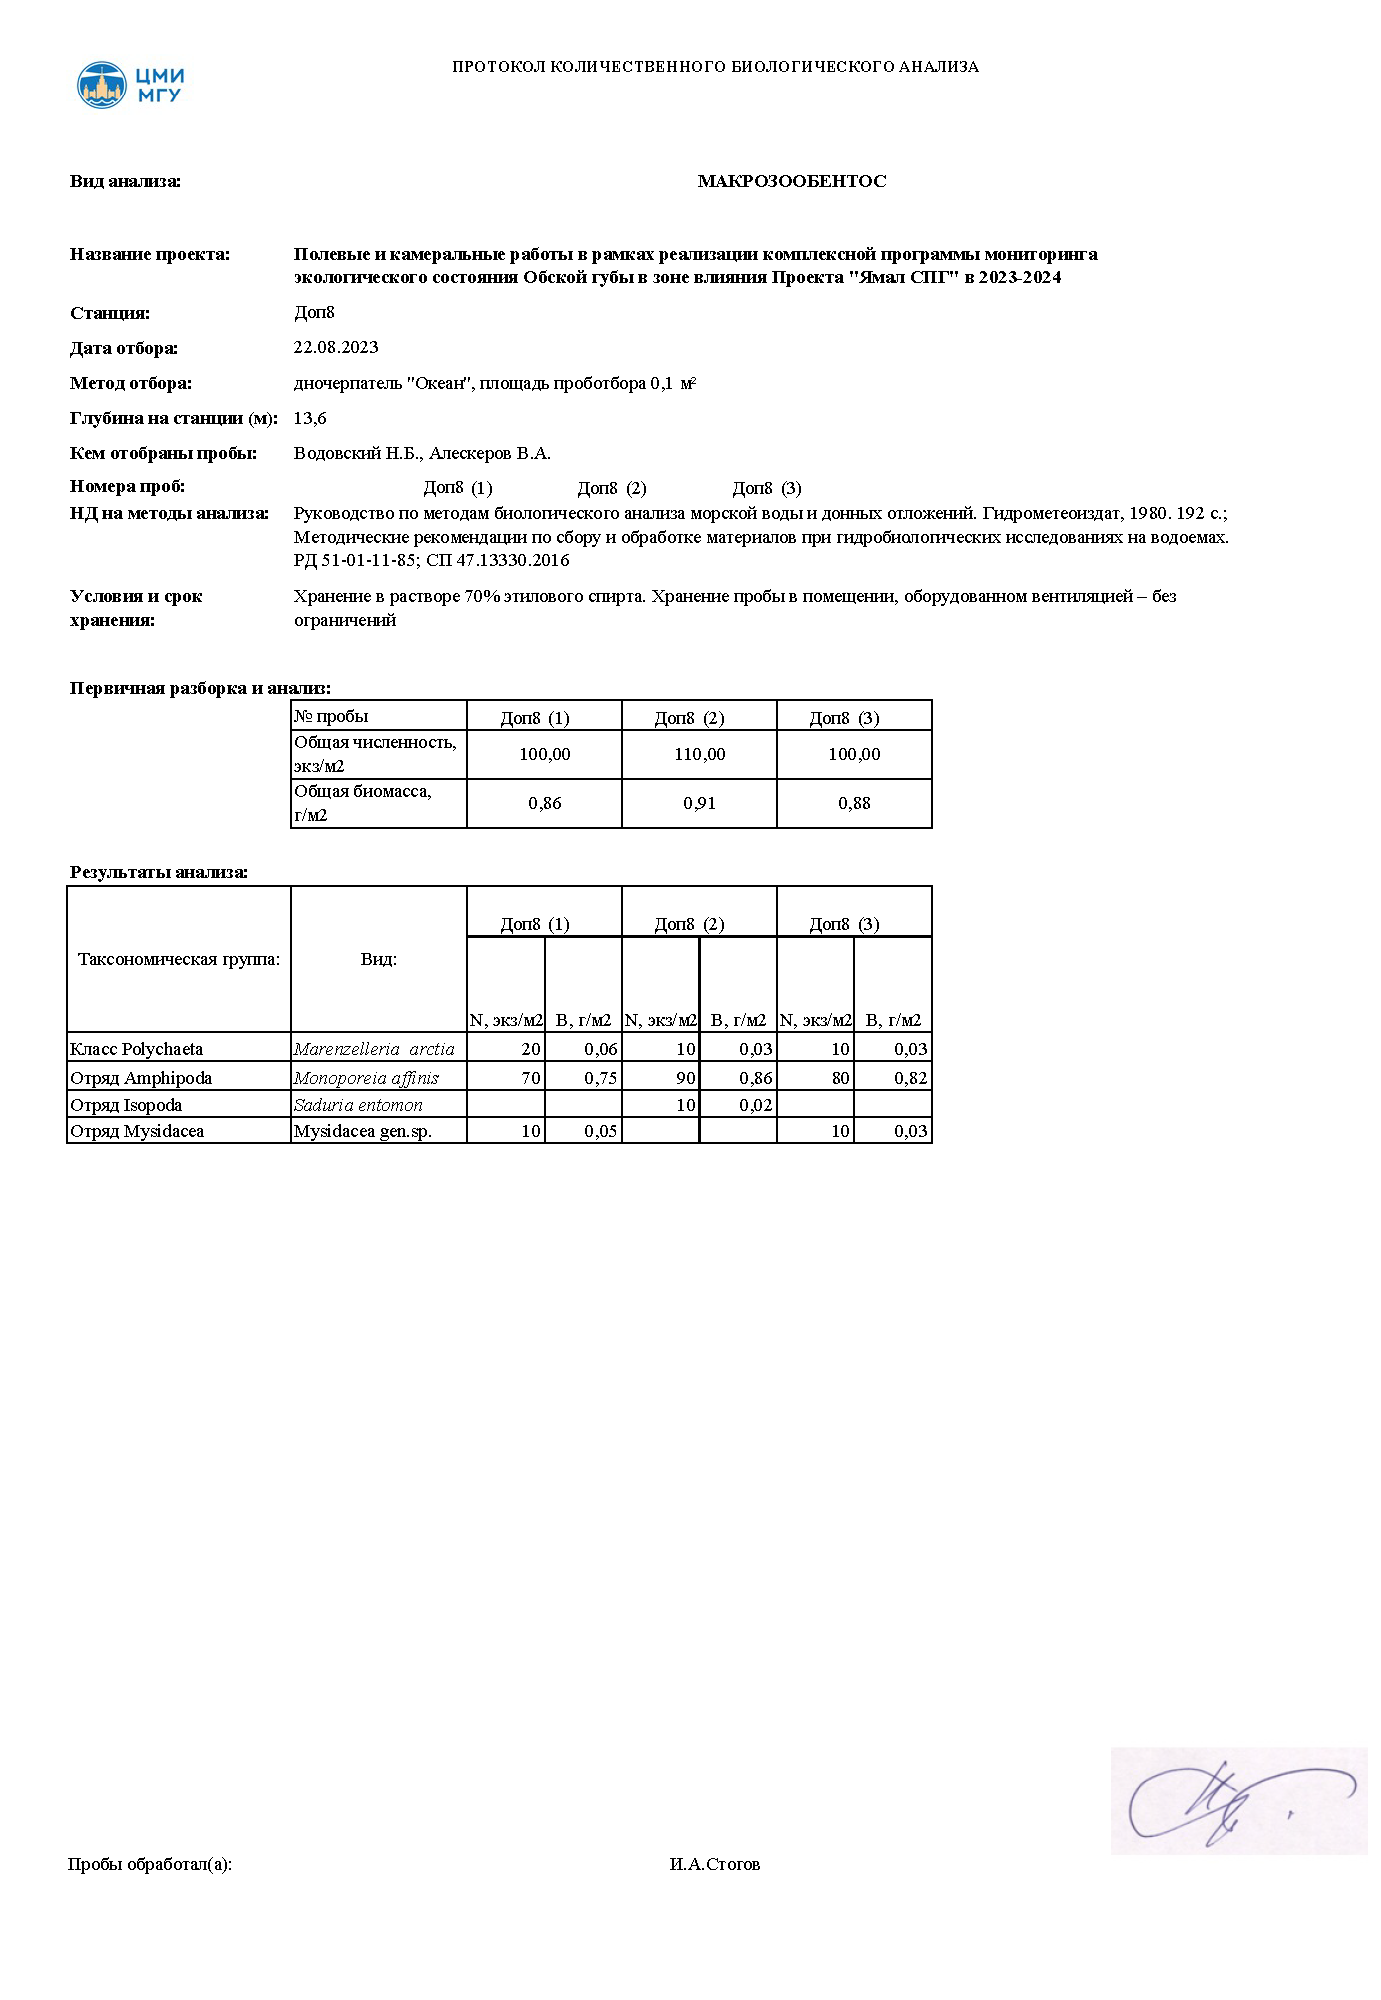 ЦМИ
МГУ
ПРОТОКОЛ КОЛИЧЕСТВЕННОГО БИОЛОГИЧЕСКОГО АНАЛИЗА
Вид анализа: МАКРОЗООБЕНТОС
Название проекта: Полевые и камеральные работы в рамках реализации комплексной программы мониторинга
экологического состояния Обской губы в зоне влияния Проекта "Ямал СПГ" в 2023-2024
Станция: Доп8
Дата отбора: 22.08.2023
Метод отбора: дночерпатель "Океан", площадь проботбора 0,1 м²
Глубина на станции (м): 13,6
Кем отобраны пробы: Водовский Н.Б., Алескеров В.А.
Номера проб: Доп8 (1) Доп8 (2) Доп8 (3)
НД на методы анализа: Руководство по методам биологического анализа морской воды и донных отложений. Гидрометеоиздат, 1980. 192 с.;
Методические рекомендации по сбору и обработке материалов при гидробиологических исследованиях на водоемах.
РД 51-01-11-85; СП 47.13330.2016
Условия и срок Хранение в растворе 70% этилового спирта. Хранение пробы в помещении, оборудованном вентиляцией – без
хранения: ограничений
Первичная разборка и анализ:
№ пробы Доп8 (1) Доп8 (2) Доп8 (3)
Общая численность,
экз/м2 100,00 110,00 100,00
Общая биомасса,
г/м2 0,86 0,91 0,88
Результаты анализа:
Доп8 (1) Доп8 (2) Доп8 (3)
Таксономическая группа: Вид:
N, экз/м2 B, г/м2 N, экз/м2 B, г/м2 N, экз/м2 B, г/м2
Класс Polychaeta Marenzelleria arctia 20 0,06 10 0,03 10 0,03
Отряд Amphipoda Monoporeia affinis 70 0,75 90 0,86 80 0,82
Отряд Isopoda Saduria entomon 10 0,02
Отряд Mysidacea Mysidacea gen.sp. 10 0,05 10 0,03
Пробы обработал(а): И.А.Стогов